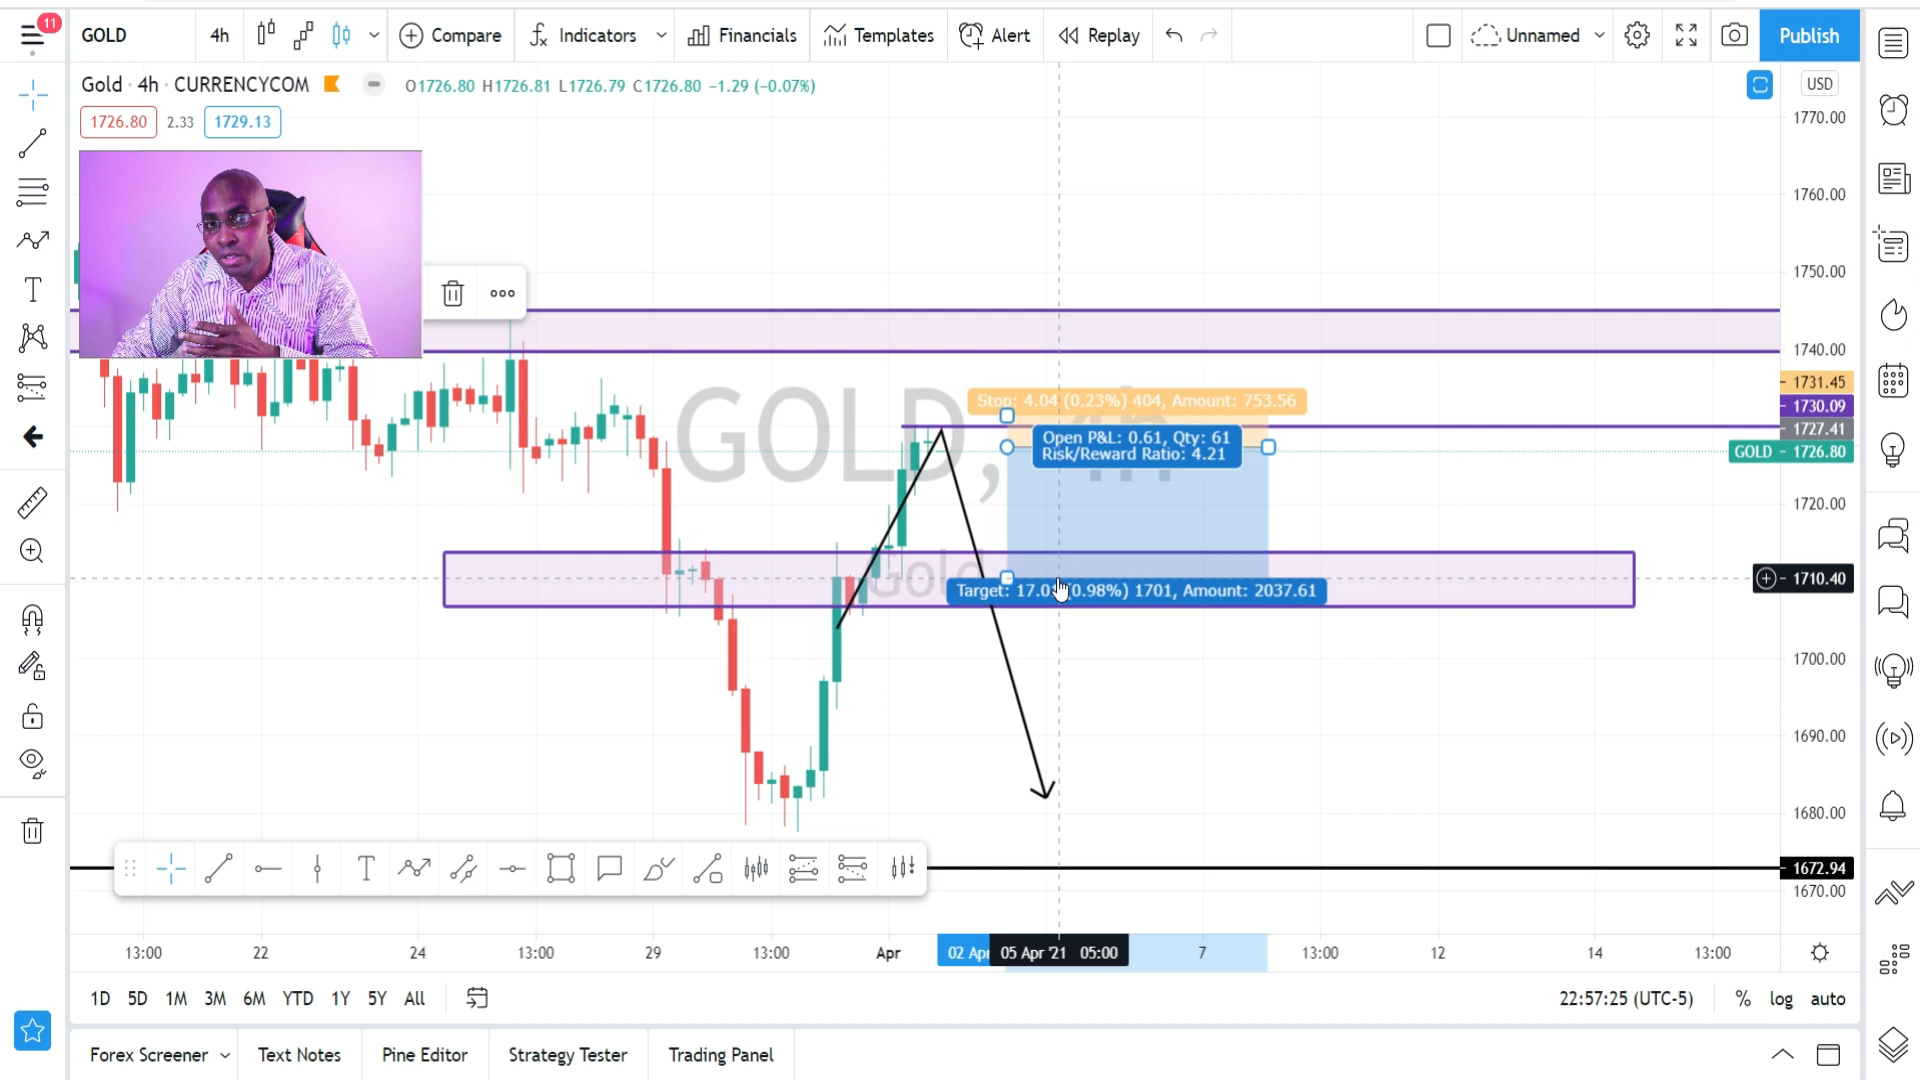 11
GOLD
4h
Compare
Indicators
Financials
Templates
Alert
Replay
Unnamed
Publish
Gold · 4h · CURRENCYCOM
O1726.80 H1726.81 L1726.79 C1726.80 −1.29 (−0.07%)
USD
1726.80
2.33
1729.13
1770.00
1760.00
1750.00
1740.00
1731.45
1730.09
1727.41
GOLD - 1726.80
1720.00
1710.40
1700.00
1690.00
1680.00
1672.94
1670.00
GOLD, 4h
Gold
Stop: 4.04 (0.23%) 404, Amount: 753.56
Open P&L: 0.61, Qty: 61
Risk/Reward Ratio: 4.21
Target: 17.01 (0.98%) 1701, Amount: 2037.61
13:00
22
24
13:00
29
13:00
Apr
02 Apr
05 Apr '21 05:00
7
13:00
12
14
13:00
1D 5D 1M 3M 6M YTD 1Y 5Y All
22:57:25 (UTC-5)
%
log
auto
Forex Screener
Text Notes
Pine Editor
Strategy Tester
Trading Panel